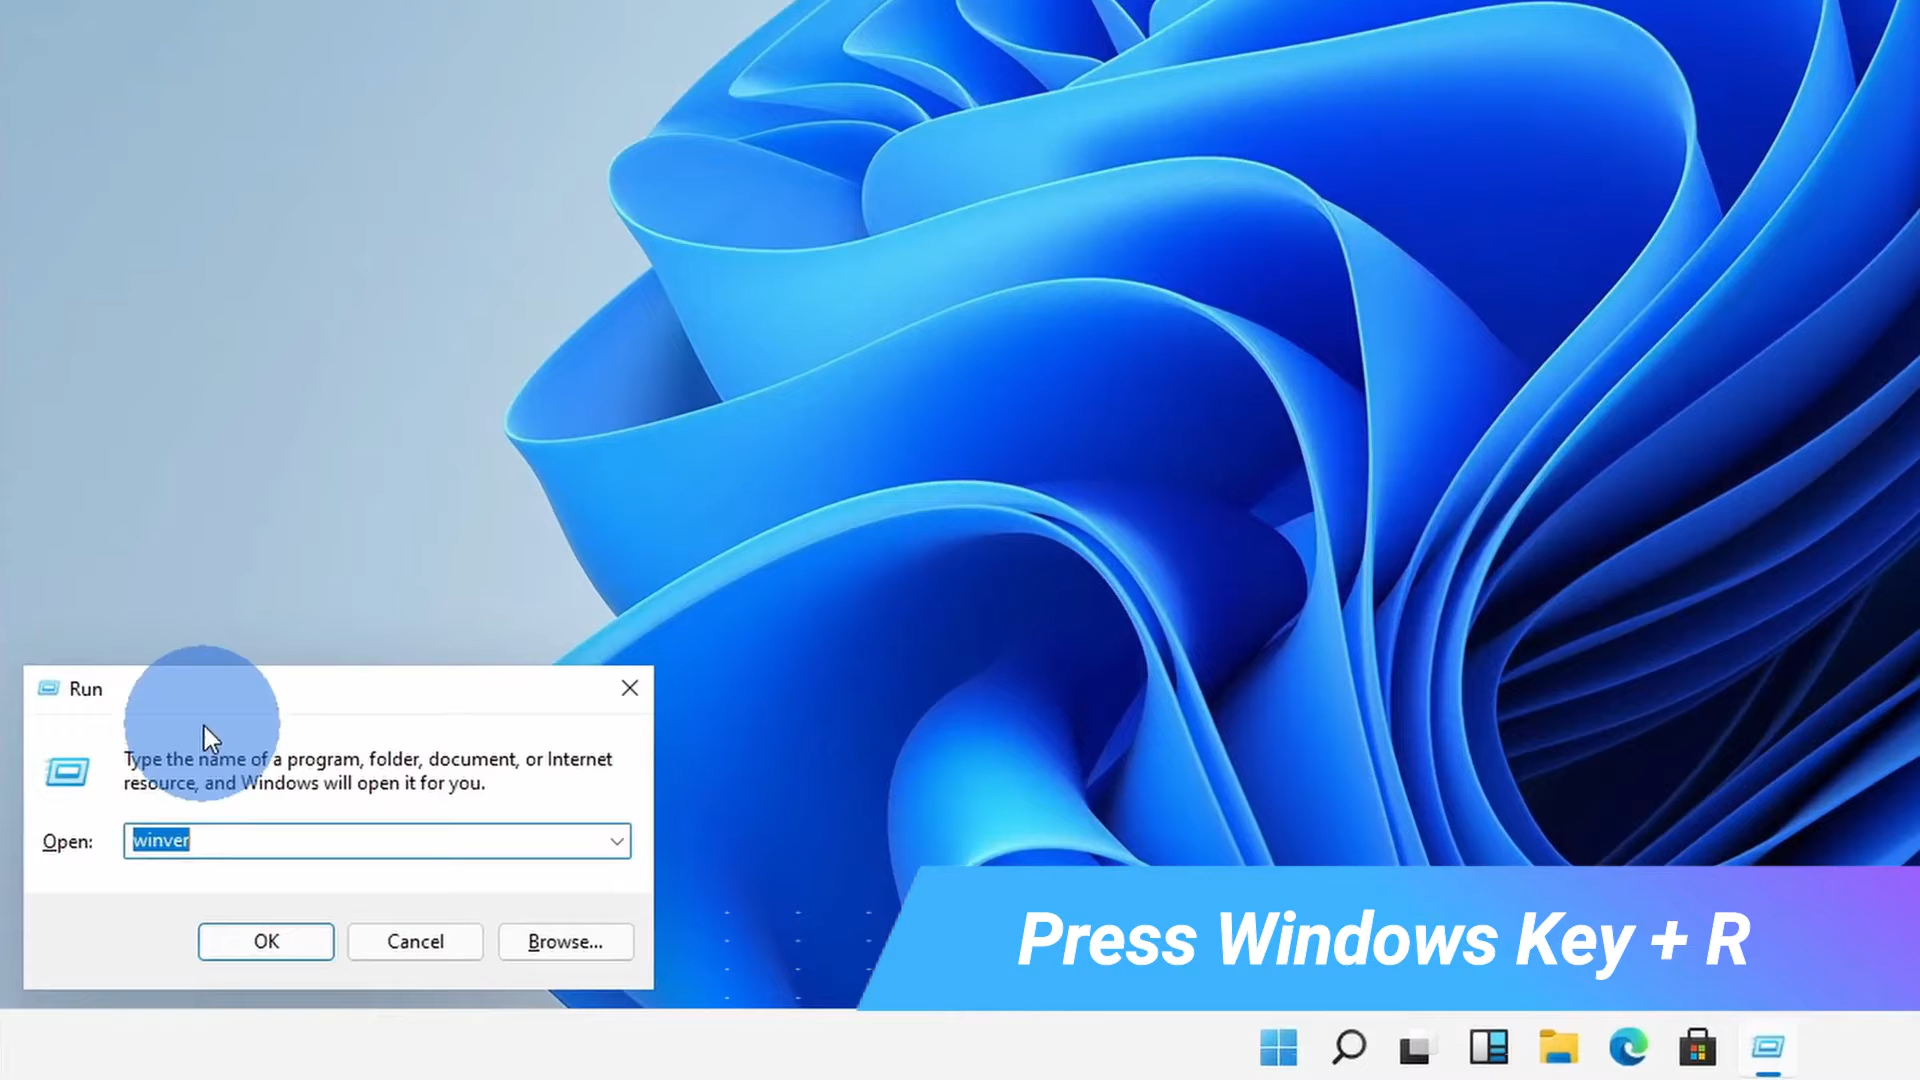 Run
Type the name of a program, folder, document, or Internet
resource, and Windows will open it for you.
Open:
winver
OK
Cancel
Browse...
Press Windows Key + R